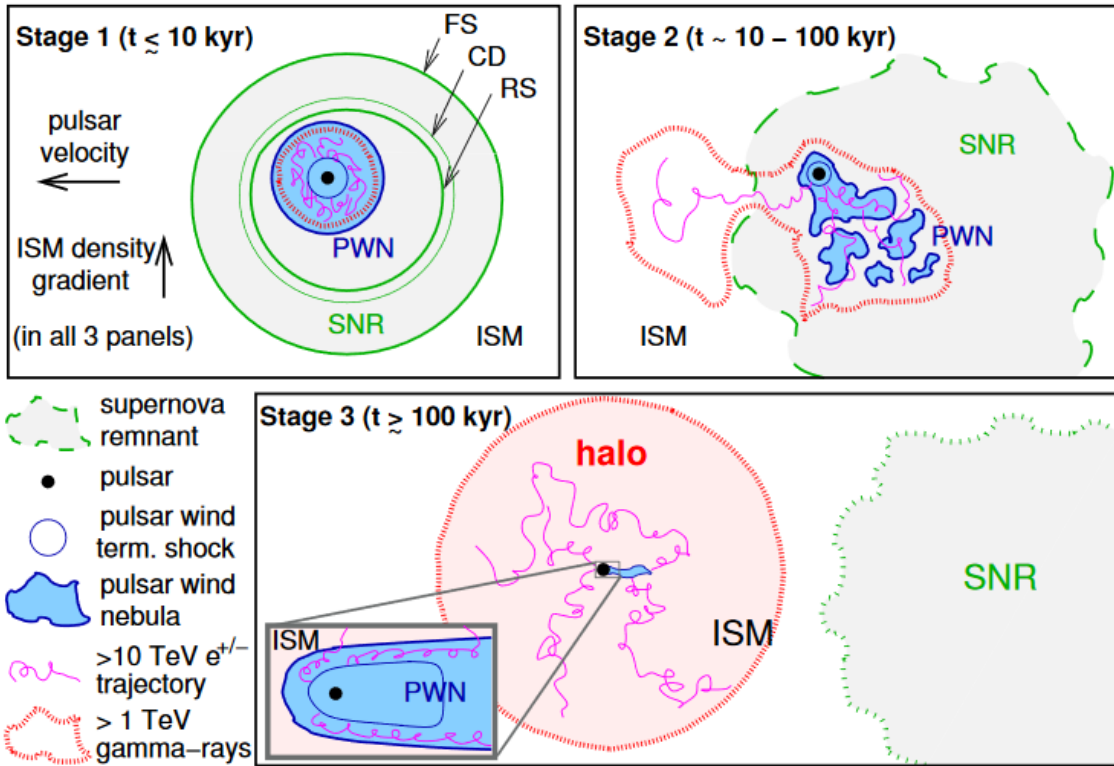 Stage 1 (t ≲ 10 kyr)
FS
CD
RS
pulsar
velocity
ISM density
gradient
(in all 3 panels)
PWN
SNR
ISM
Stage 2 (t ~ 10 − 100 kyr)
SNR
PWN
ISM
supernova
remnant
pulsar
pulsar wind
term. shock
pulsar wind
nebula
>10 TeV e+/-
trajectory
> 1 TeV
gamma−rays
Stage 3 (t ≳ 100 kyr)
halo
ISM
SNR
ISM
PWN